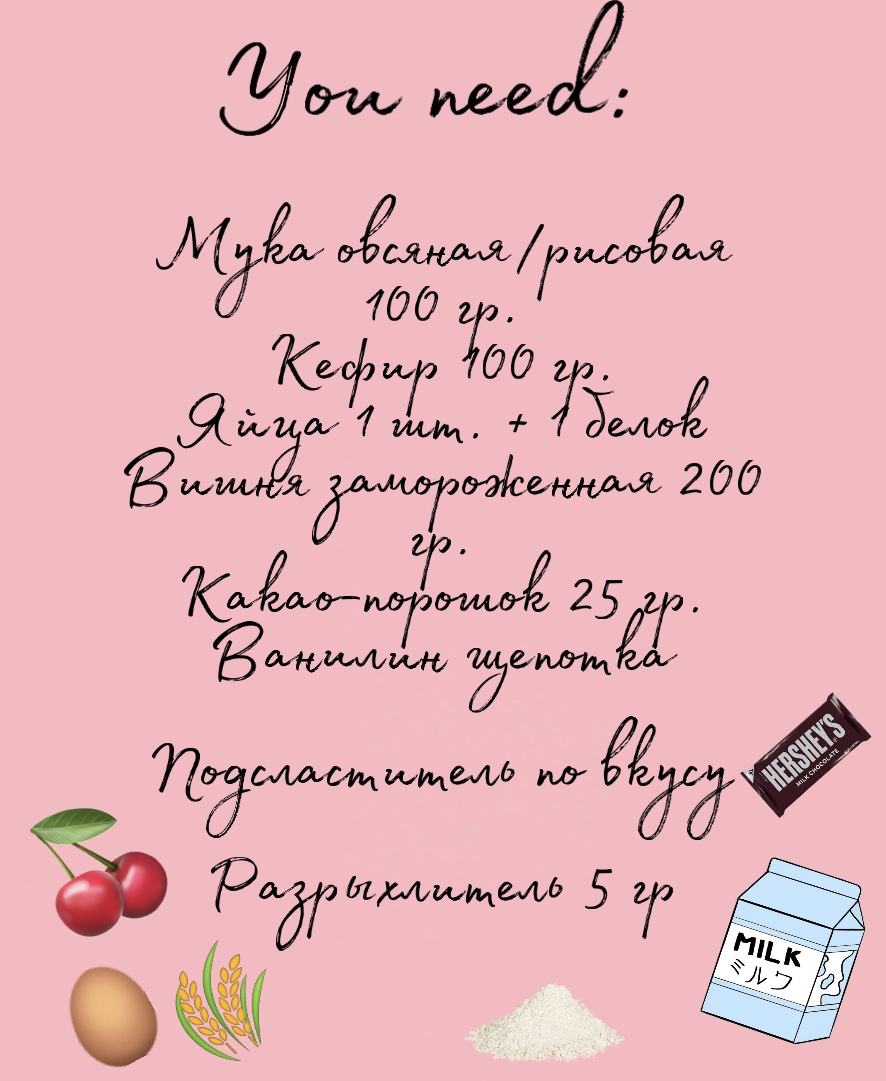 You need:
Мука овсяная/рисовая
100 гр.
Кефир 100 гр.
Яйца 1 шт. + 1 белок
Вишня замороженная 200
гр.
Какао-порошок 25 гр.
Ванилин щепотка
Подсластитель по вкусу
HERSHEY'S
MILK CHOCOLATE
Разрыхлитель 5 гр
MILK
ミルク